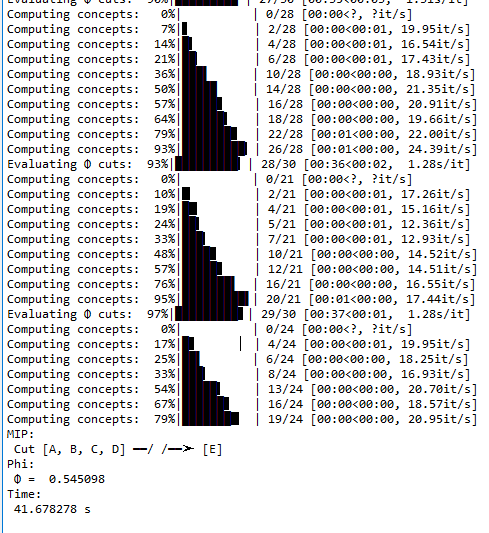 Computing concepts:   0%|          | 0/28 [00:00<?, ?it/s]
Computing concepts:   7%|          | 2/28 [00:00<00:01, 19.95it/s]
Computing concepts:  14%|          | 4/28 [00:00<00:01, 16.54it/s]
Computing concepts:  21%|          | 6/28 [00:00<00:01, 17.43it/s]
Computing concepts:  36%|          | 10/28 [00:00<00:00, 18.93it/s]
Computing concepts:  50%|          | 14/28 [00:00<00:00, 21.35it/s]
Computing concepts:  57%|          | 16/28 [00:00<00:00, 20.91it/s]
Computing concepts:  64%|          | 18/28 [00:00<00:00, 19.66it/s]
Computing concepts:  79%|          | 22/28 [00:01<00:00, 22.00it/s]
Computing concepts:  93%|          | 26/28 [00:01<00:00, 24.39it/s]
Evaluating Φ cuts:  93%|          | 28/30 [00:36<00:02,  1.28s/it]
Computing concepts:   0%|          | 0/21 [00:00<?, ?it/s]
Computing concepts:  10%|          | 2/21 [00:00<00:01, 17.26it/s]
Computing concepts:  19%|          | 4/21 [00:00<00:01, 15.16it/s]
Computing concepts:  24%|          | 5/21 [00:00<00:01, 12.36it/s]
Computing concepts:  33%|          | 7/21 [00:00<00:01, 12.93it/s]
Computing concepts:  48%|          | 10/21 [00:00<00:00, 14.52it/s]
Computing concepts:  57%|          | 12/21 [00:00<00:00, 14.51it/s]
Computing concepts:  76%|          | 16/21 [00:00<00:00, 16.55it/s]
Computing concepts:  95%|          | 20/21 [00:01<00:00, 17.44it/s]
Evaluating Φ cuts:  97%|          | 29/30 [00:37<00:01,  1.28s/it]
Computing concepts:   0%|          | 0/24 [00:00<?, ?it/s]
Computing concepts:  17%|          | 4/24 [00:00<00:01, 19.95it/s]
Computing concepts:  25%|          | 6/24 [00:00<00:00, 18.25it/s]
Computing concepts:  33%|          | 8/24 [00:00<00:00, 16.93it/s]
Computing concepts:  54%|          | 13/24 [00:00<00:00, 20.70it/s]
Computing concepts:  67%|          | 16/24 [00:00<00:00, 18.57it/s]
Computing concepts:  79%|          | 19/24 [00:00<00:00, 20.95it/s]
MIP:
Cut [A, B, C, D] ━━/ /━━➤ [E]
Phi:
Φ =  0.545098
Time:
41.678278 s